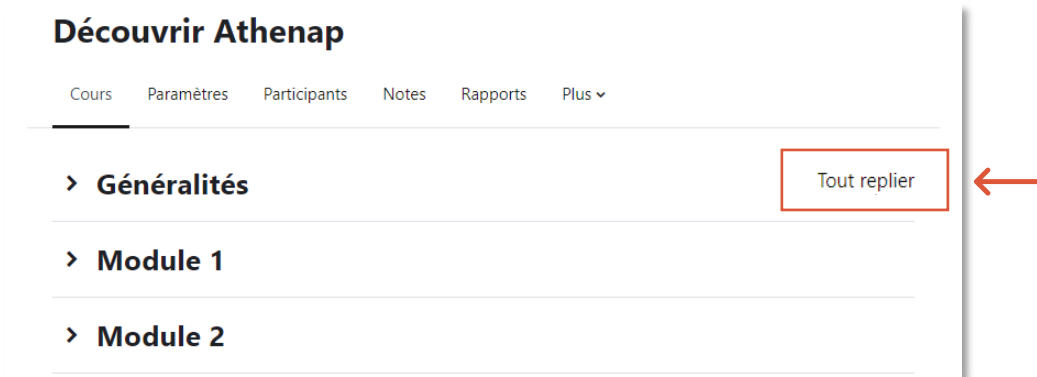 Découvrir Athenap
Cours Paramètres Participants Notes Rapports Plus
Généralités Tout replier
Module 1
Module 2